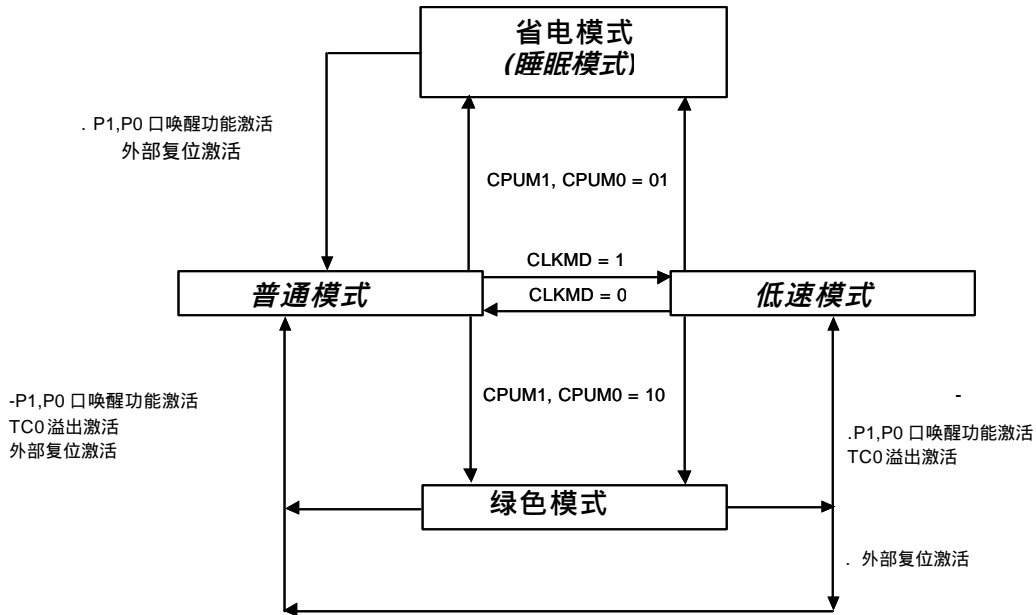 省电模式
(睡眠模式)
. P1,P0 口唤醒功能激活
外部复位激活
CPUM1, CPUM0 = 01
CLKMD = 1
普通模式
CLKMD = 0
低速模式
-P1,P0 口唤醒功能激活
TC0 溢出激活
外部复位激活
CPUM1, CPUM0 = 10
-
.P1,P0 口唤醒功能激活
TC0 溢出激活
绿色模式
. 外部复位激活